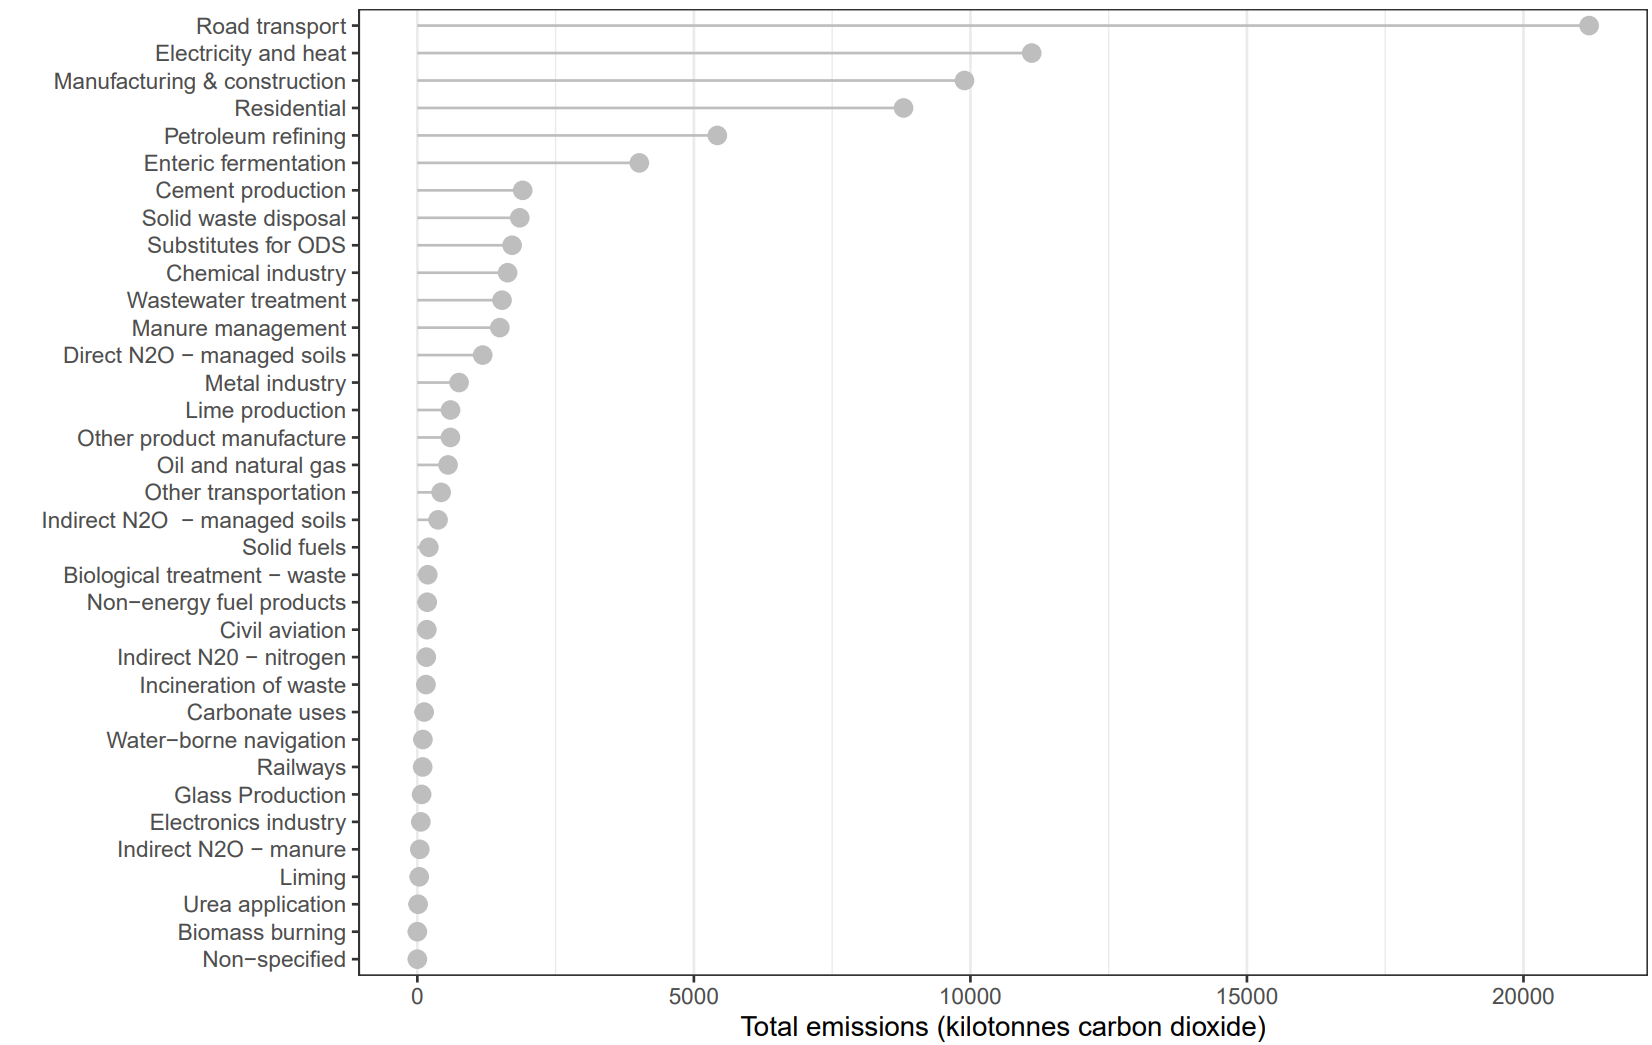 Road transport
Electricity and heat
Manufacturing & construction
Residential
Petroleum refining
Enteric fermentation
Cement production
Solid waste disposal
Substitutes for ODS
Chemical industry
Wastewater treatment
Manure management
Direct N2O − managed soils
Metal industry
Lime production
Other product manufacture
Oil and natural gas
Other transportation
Indirect N2O  − managed soils
Solid fuels
Biological treatment − waste
Non−energy fuel products
Civil aviation
Indirect N20 − nitrogen
Incineration of waste
Carbonate uses
Water−borne navigation
Railways
Glass Production
Electronics industry
Indirect N2O − manure
Liming
Urea application
Biomass burning
Non−specified
0 5000 10000 15000 20000
Total emissions (kilotonnes carbon dioxide)